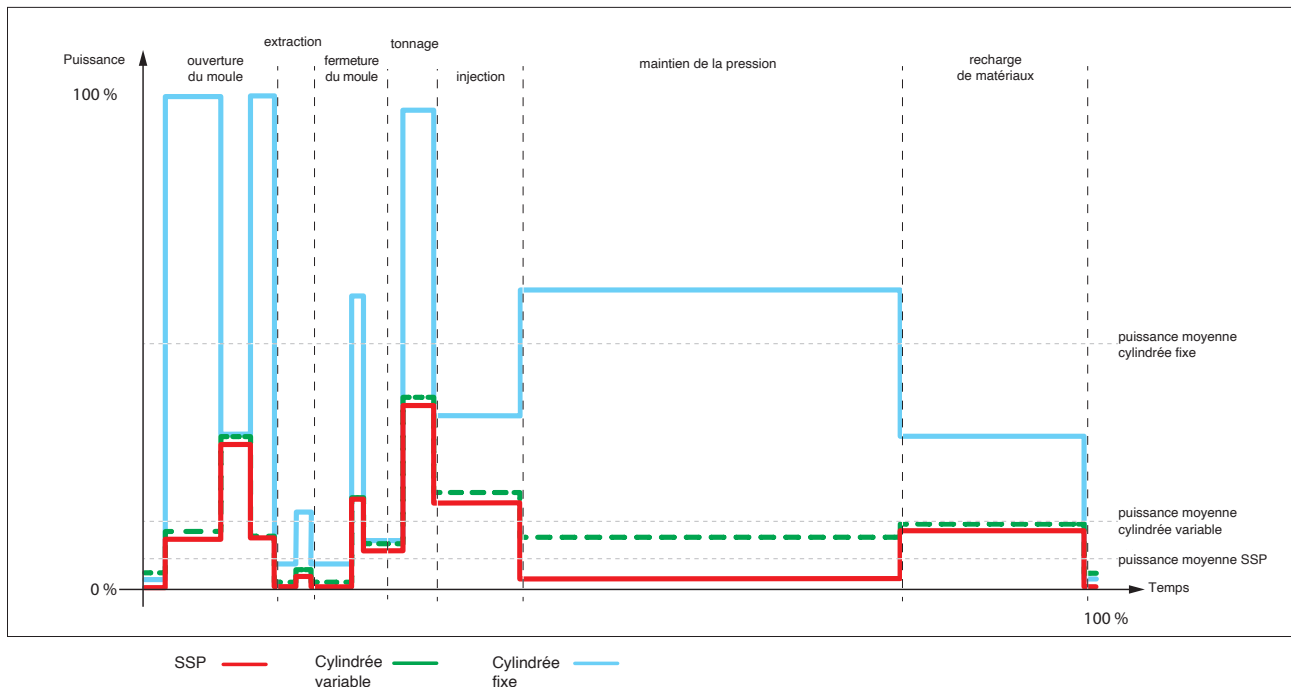 extraction
tonnage
Puissance
ouverture
du moule
fermeture
du moule
injection
maintien de la pression
recharge
de matériaux
100 %
puissance moyenne
cylindrée fixe
puissance moyenne
cylindrée variable
puissance moyenne SSP
0 %
Temps
100 %
SSP
Cylindrée
variable
Cylindrée
fixe